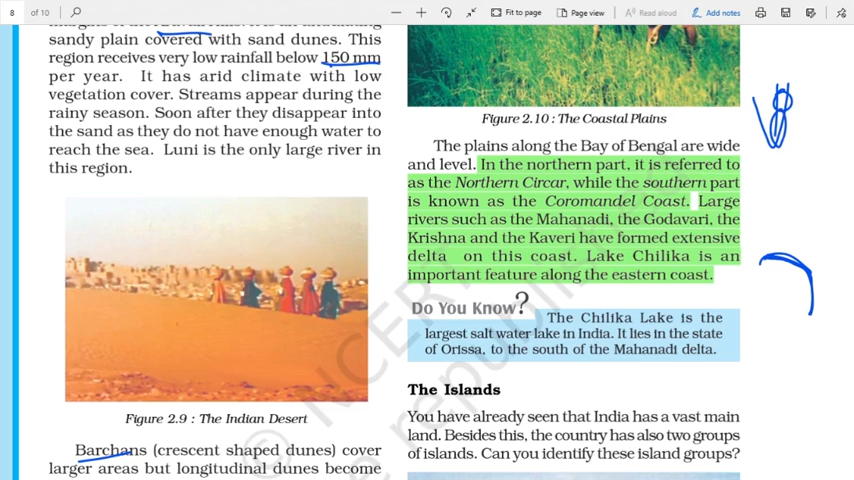 8 of 10
Fit to page
Page view
Read aloud
Add notes
sandy plain covered with sand dunes. This
region receives very low rainfall below 150 mm
per year. It has arid climate with low
vegetation cover. Streams appear during the
rainy season. Soon after they disappear into
the sand as they do not have enough water to
reach the sea. Luni is the only large river in
this region.
Figure 2.9 : The Indian Desert
Barchans (crescent shaped dunes) cover
larger areas but longitudinal dunes become
Figure 2.10 : The Coastal Plains
The plains along the Bay of Bengal are wide
and level. In the northern part, it is referred to
as the Northern Circar, while the southern part
is known as the Coromandel Coast. Large
rivers such as the Mahanadi, the Godavari, the
Krishna and the Kaveri have formed extensive
delta on this coast. Lake Chilika is an
important feature along the eastern coast.
Do You Know?
The Chilika Lake is the
largest salt water lake in India. It lies in the state
of Orissa, to the south of the Mahanadi delta.
The Islands
You have already seen that India has a vast main
land. Besides this, the country has also two groups
of islands. Can you identify these island groups?
© NCERT
republi